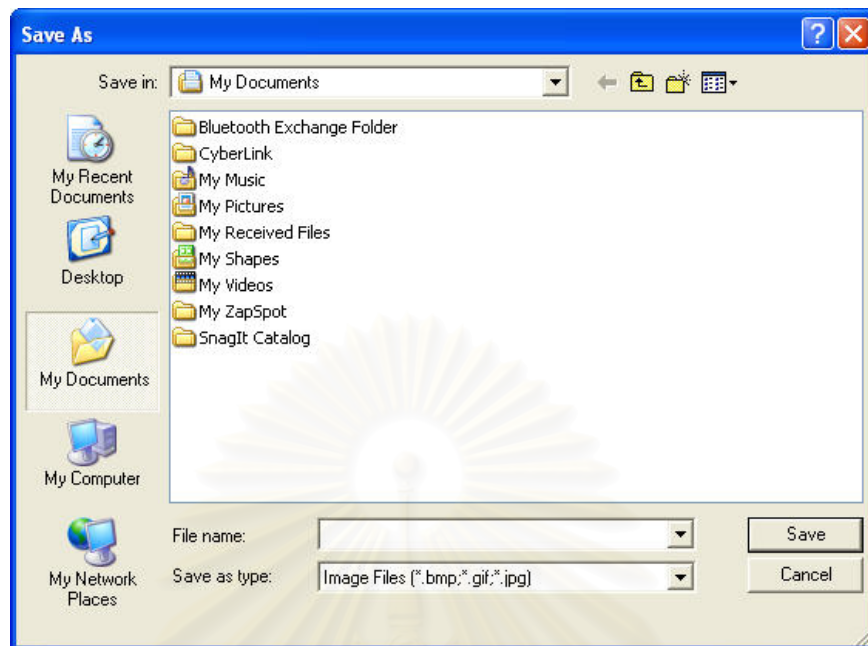 Save As
Save in:
My Documents
My Recent
Documents
Desktop
My Documents
My Computer
My Network
Places
Bluetooth Exchange Folder
CyberLink
My Music
My Pictures
My Received Files
My Shapes
My Videos
My ZapSpot
SnagIt Catalog
File name:
Save
Save as type:
Image Files (*.bmp;*.gif;*.jpg)
Cancel